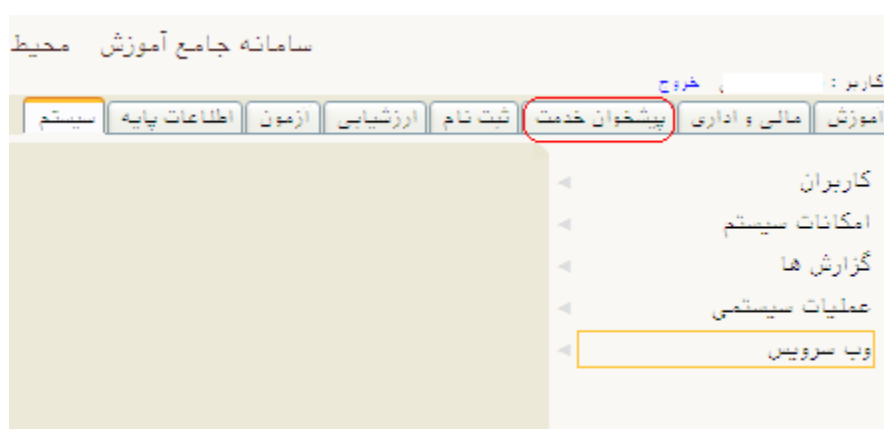 سامانه جامع آموزش محیط
کاربر : خروج
آموزش مالی و اداری پیشخوان خدمت ثبت نام ارزشیابی ازمون اطلاعات پایه سیستم
کاربران
امکانات سیستم
گزارش ها
عملیات سیستمی
وب سرویس